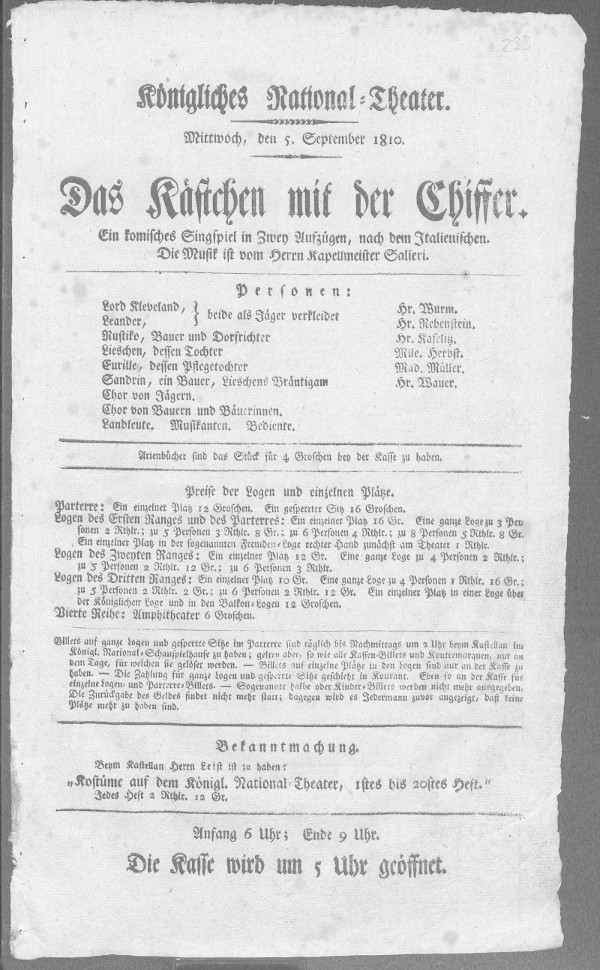 233
Königliches National-Theater.
Mittwoch, den 5. September 1810.
Das Kästchen mit der Chiffer.
Ein komisches Singspiel in Zwey Aufzügen, nach dem Italienischen.
Die Musik ist vom Herrn Kapellmeister Salieri.
Personen:
Lord Kleveland, } beide als Jäger verkleidet Hr. Wurm.
Leander, Hr. Rebenstein.
Rustiko, Bauer und Dorfrichter Hr. Kaselitz.
Lieschen, dessen Tochter Mlle. Herbst.
Eurille, dessen Pflegetochter Mad. Müller.
Sandrin, ein Bauer, Lieschens Bräutigam Hr. Wauer.
Chor von Jägern.
Chor von Bauern und Bäuerinnen.
Landleute. Musikanten. Bediente.
Arienbücher sind das Stück für 4 Groschen bey der Kasse zu haben.
Preise der Logen und einzelnen Plätze.
Parterre: Ein einzelner Platz 12 Groschen. Ein gesperrter Sitz 16 Groschen.
Logen des Ersten Ranges und des Parterres: Ein einzelner Platz 16 Gr. Eine ganze Loge zu 3 Per-
sonen 2 Rthlr.; zu 5 Personen 3 Rthlr. 8 Gr.; zu 6 Personen 4 Rthlr.; zu 8 Personen 5 Rthlr. 8 Gr.
Ein einzelner Platz in der sogenannten Fremden-Loge rechter Hand zunächst am Theater 1 Rthlr.
Logen des Zweyten Ranges: Ein einzelner Platz 12 Gr. Eine ganze Loge zu 4 Personen 2 Rthlr.;
zu 5 Personen 2 Rthlr. 12 Gr.; zu 6 Personen 3 Rthlr.
Logen des Dritten Ranges: Ein einzelner Platz 10 Gr. Eine ganze Loge zu 4 Personen 1 Rthlr. 16 Gr.;
zu 5 Personen 2 Rthlr. 2 Gr.; zu 6 Personen 2 Rthlr. 12 Gr. Ein einzelner Platz in einer Loge über
der Königlichen Loge und in den Balkon-Logen 12 Groschen.
Vierte Reihe: Amphitheater 6 Groschen.
Billets auf ganze Logen und gesperrte Sitze im Parterre sind täglich bis Nachmittags um 2 Uhr beym Kastellan im
Königl. National-Schauspielhause zu haben; gelten aber, so wie alle Kassen-Billets und Kontremarquen, nur an
dem Tage, für welchen sie gelöset werden. — Billets auf einzelne Plätze in den Logen sind nur an der Kasse zu
haben. — Die Zahlung für ganze Logen und gesperrte Sitze geschieht in Kourant. Eben so an der Kasse für
einzelne Logen- und Parterre-Billets. — Sogenannte halbe oder Kinder-Billets werden nicht mehr ausgegeben.
Die Zurückgabe des Geldes findet nicht mehr statt; dagegen wird es Jedermann zuvor angezeigt, daß keine
Plätze mehr zu haben sind.
Bekanntmachung.
Beym Kastellan Herrn Leist ist zu haben:
„Kostüme auf dem Königl. National-Theater, 1stes bis 20stes Heft.“
Jedes Heft 2 Rthlr. 12 Gr.
Anfang 6 Uhr; Ende 9 Uhr.
Die Kasse wird um 5 Uhr geöffnet.